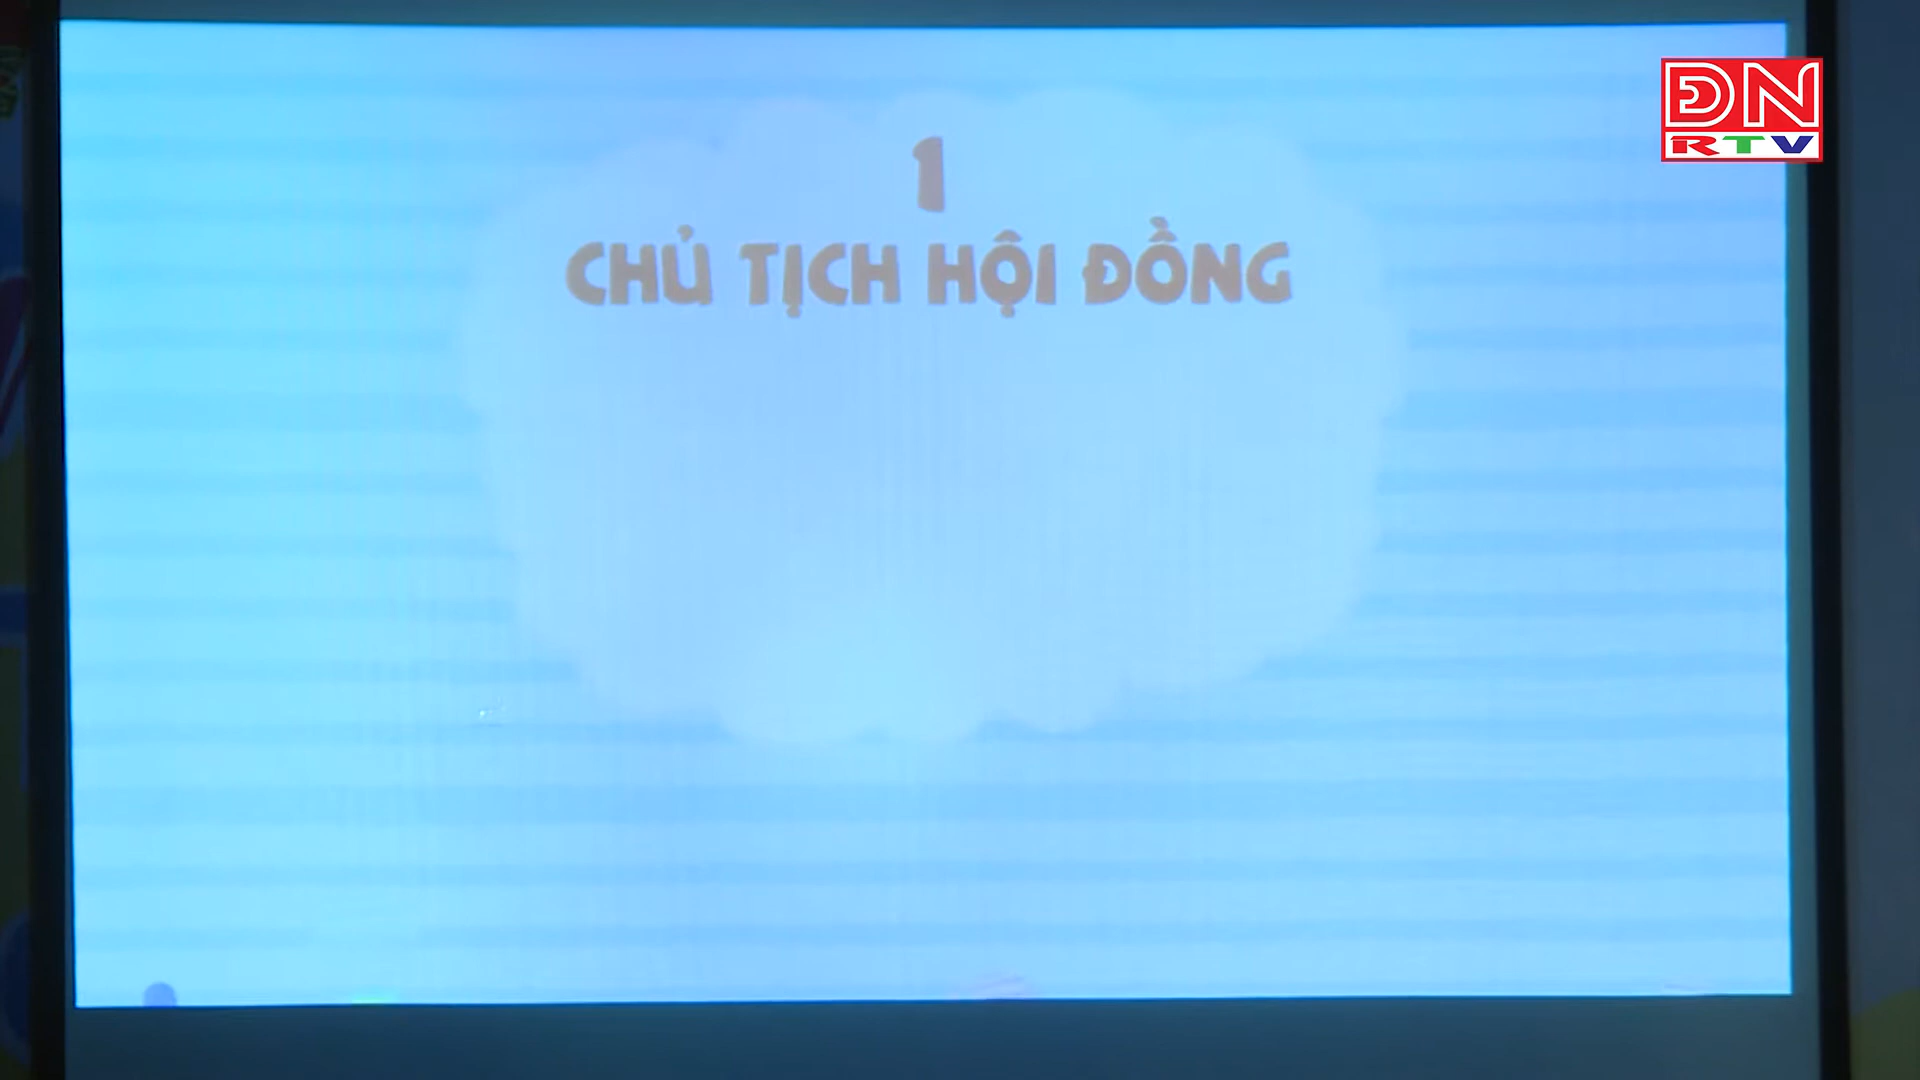 ĐN
RTV
1
CHỦ TỊCH HỘI ĐỒNG